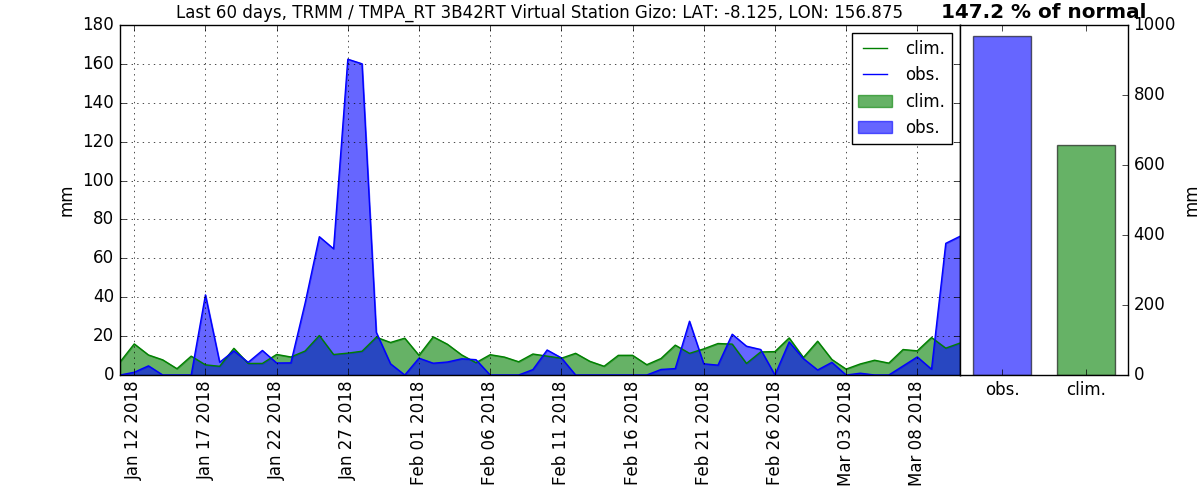 Last 60 days, TRMM / TMPA_RT 3B42RT Virtual Station Gizo: LAT: -8.125, LON: 156.875
147.2 % of normal
180
160
140
120
100
80
60
40
20
0
mm
clim.
obs.
clim.
obs.
Jan 12 2018
Jan 17 2018
Jan 22 2018
Jan 27 2018
Feb 01 2018
Feb 06 2018
Feb 11 2018
Feb 16 2018
Feb 21 2018
Feb 26 2018
Mar 03 2018
Mar 08 2018
1000
800
600
400
200
0
mm
obs.
clim.